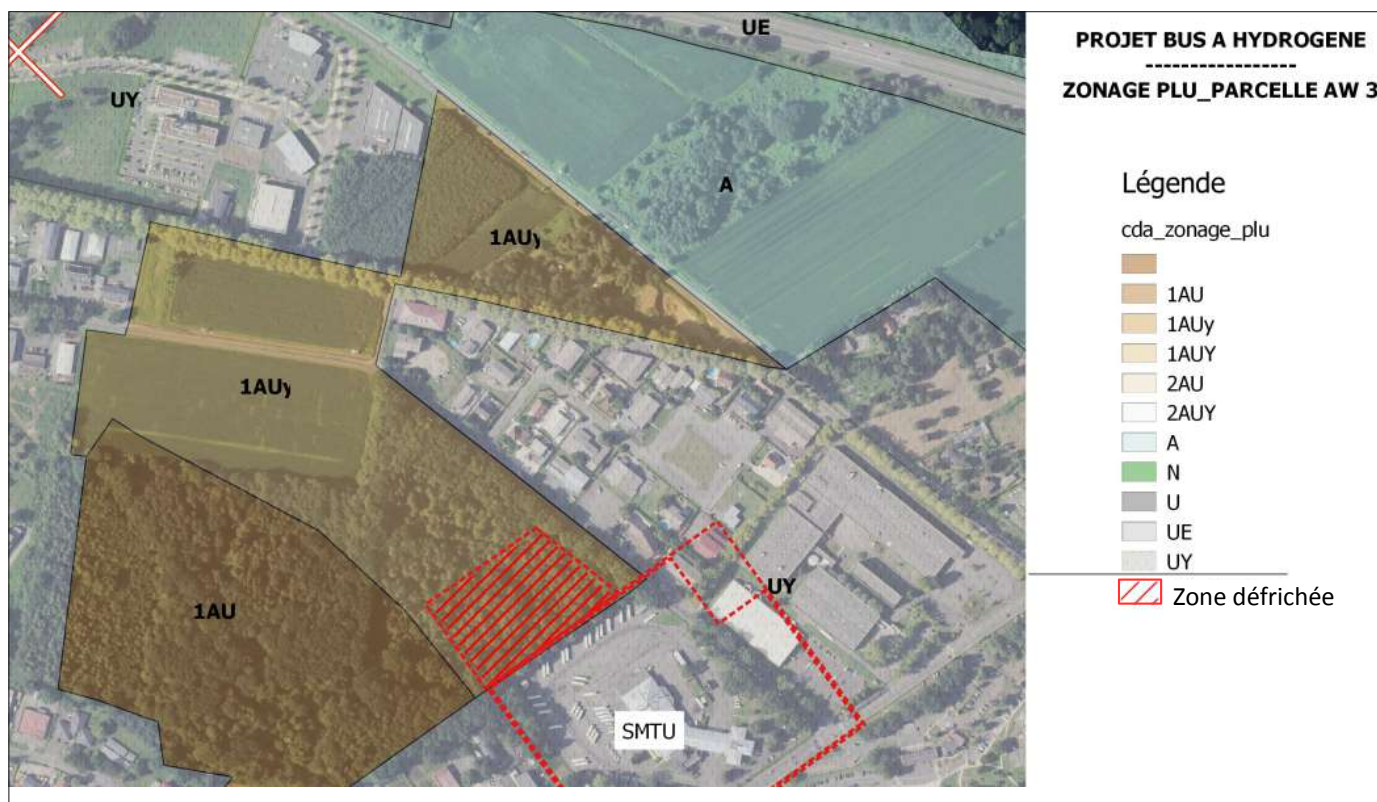 UE
UY
A
1AUy
1AUy
UY
1AU
SMTU
PROJET BUS A HYDROGENE
-----------------
ZONAGE PLU_PARCELLE AW 3
Légende
cda_zonage_plu
1AU
1AUy
1AUY
2AU
2AUY
A
N
U
UE
UY
Zone défrichée